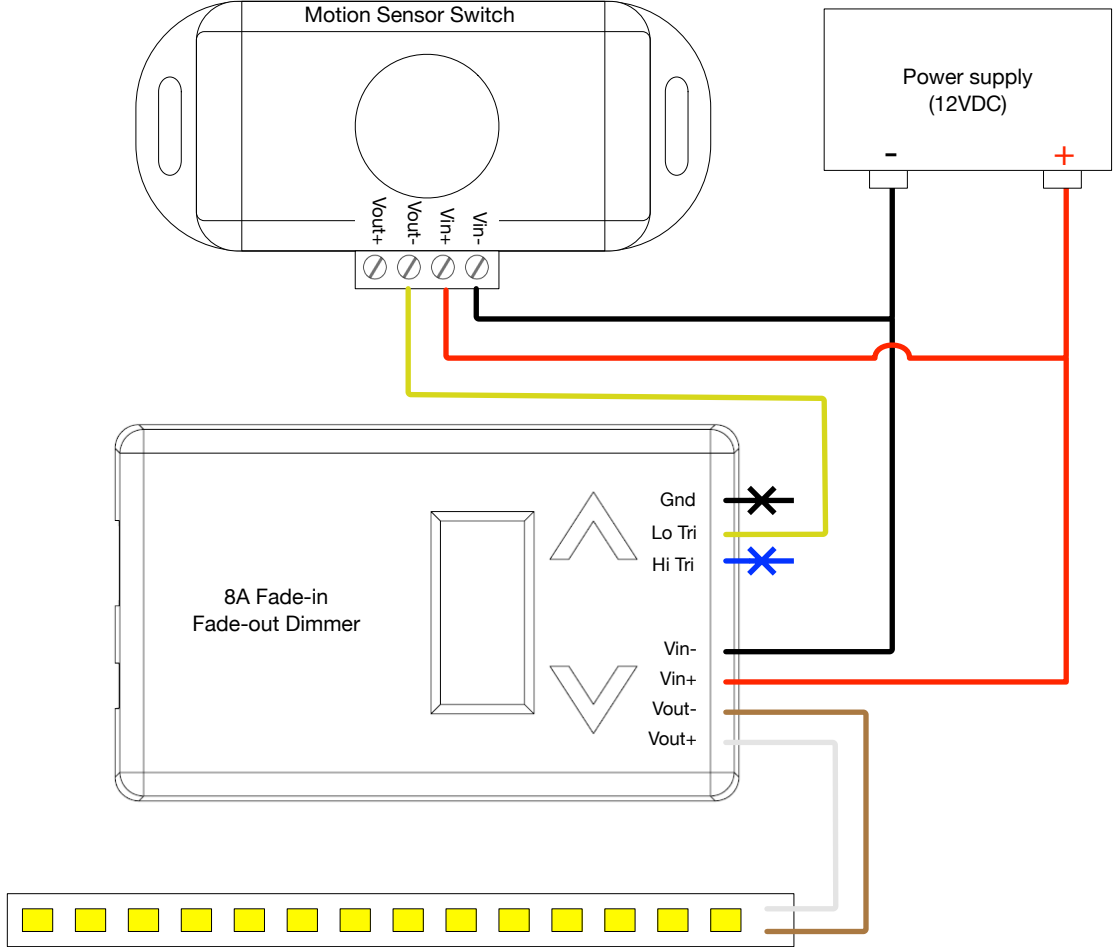 Motion Sensor Switch
Power supply
(12VDC)
-
+
Vout+
Vout-
Vin+
Vin-
Gnd
Lo Tri
Hi Tri
8A Fade-in
Fade-out Dimmer
Vin-
Vin+
Vout-
Vout+